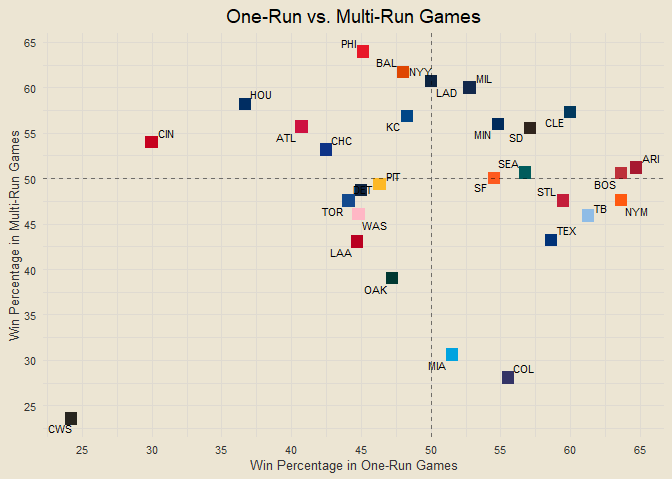 One-Run vs. Multi-Run Games
Win Percentage in Multi-Run Games
65
60
55
50
45
40
35
30
25
PHI
BAL
NYY
MIL
LAD
HOU
KC
CLE
MIN
SD
CIN
ATL
CHC
ARI
SEA
BOS
SF
PIT
DET
STL
TB
NYM
TOR
WAS
TEX
LAA
OAK
MIA
COL
CWS
25
30
35
40
45
50
55
60
65
Win Percentage in One-Run Games